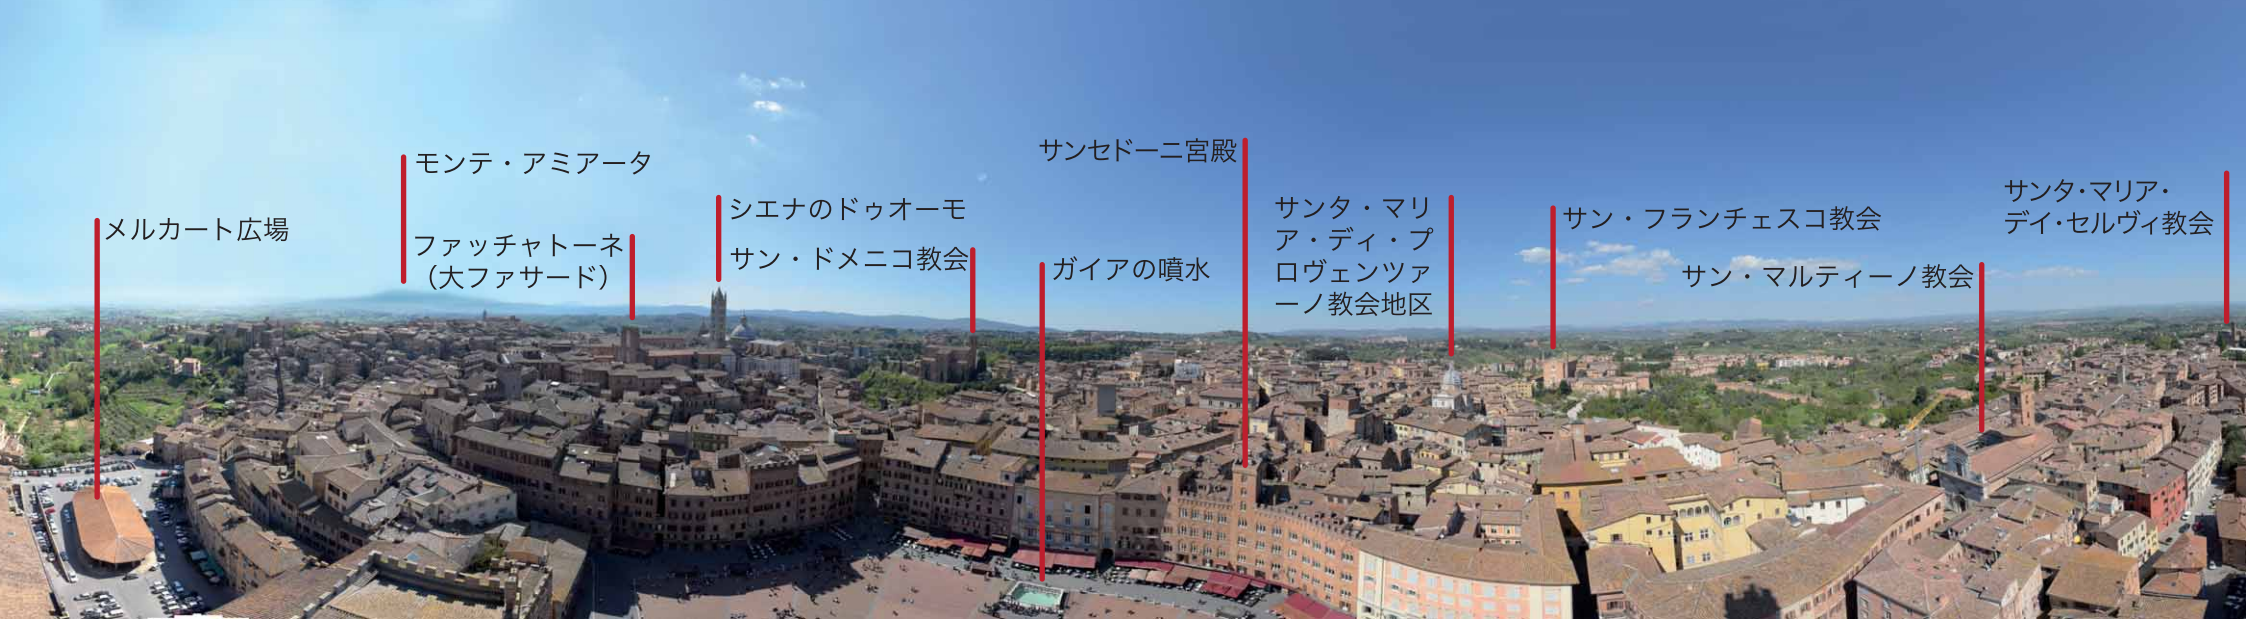 メルカート広場
モンテ・アミアータ
ファッチャトーネ
（大ファサード）
シエナのドゥオーモ
サン・ドメニコ教会
ガイアの噴水
サンセドーニ宮殿
サンタ・マリ
ア・ディ・プ
ロヴェンツァ
ーノ教会地区
サン・フランチェスコ教会
サン・マルティーノ教会
サンタ・マリア・
デイ・セルヴィ教会